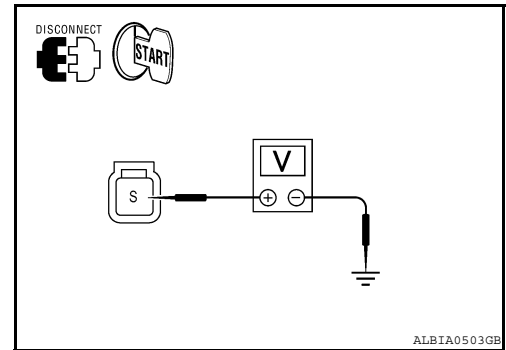 DISCONNECT
START
V
S
+ −
ALBIA0503GB